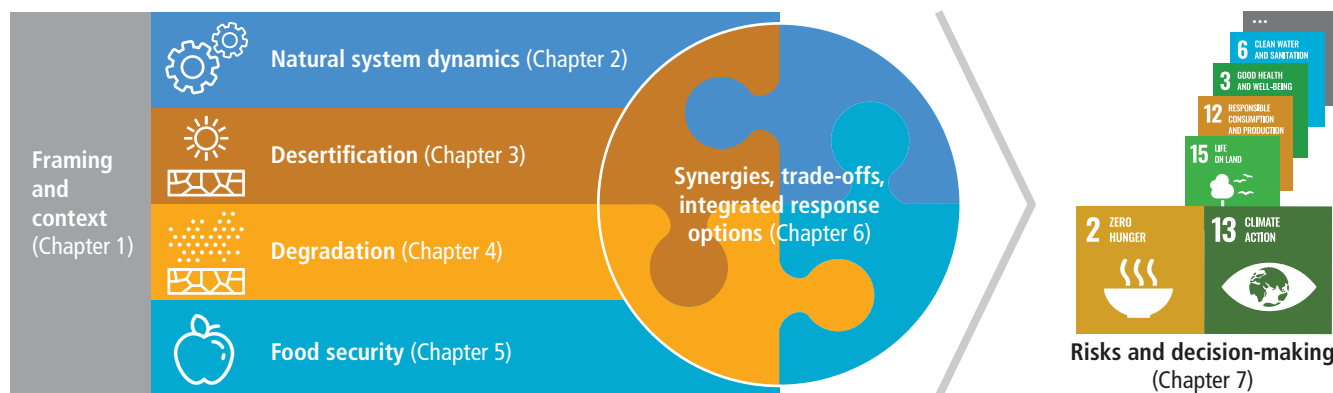 Framing
and
context
(Chapter 1)
Natural system dynamics (Chapter 2)
Desertification (Chapter 3)
Degradation (Chapter 4)
Food security (Chapter 5)
Synergies, trade-offs,
integrated response
options (Chapter 6)
...
6 CLEAN WATER
AND SANITATION
3 GOOD HEALTH
AND WELL-BEING
12 RESPONSIBLE
CONSUMPTION
AND PRODUCTION
15 LIFE
ON LAND
2 ZERO
HUNGER
13 CLIMATE
ACTION
Risks and decision-making
(Chapter 7)